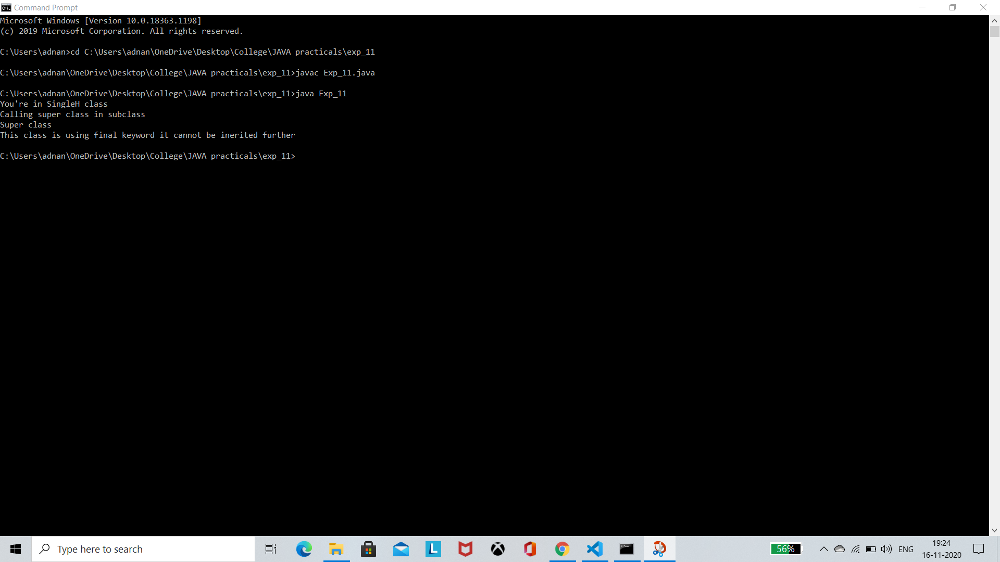 Command Prompt
Microsoft Windows [Version 10.0.18363.1198]
(c) 2019 Microsoft Corporation. All rights reserved.
C:\Users\adnan>cd C:\Users\adnan\OneDrive\Desktop\College\JAVA practicals\exp_11
C:\Users\adnan\OneDrive\Desktop\College\JAVA practicals\exp_11>javac Exp_11.java
C:\Users\adnan\OneDrive\Desktop\College\JAVA practicals\exp_11>java Exp_11
You're in SingleH class
Calling super class in subclass
Super class
This class is using final keyword it cannot be inerited further
C:\Users\adnan\OneDrive\Desktop\College\JAVA practicals\exp_11>
Type here to search
L
56%
ENG
19:24
16-11-2020